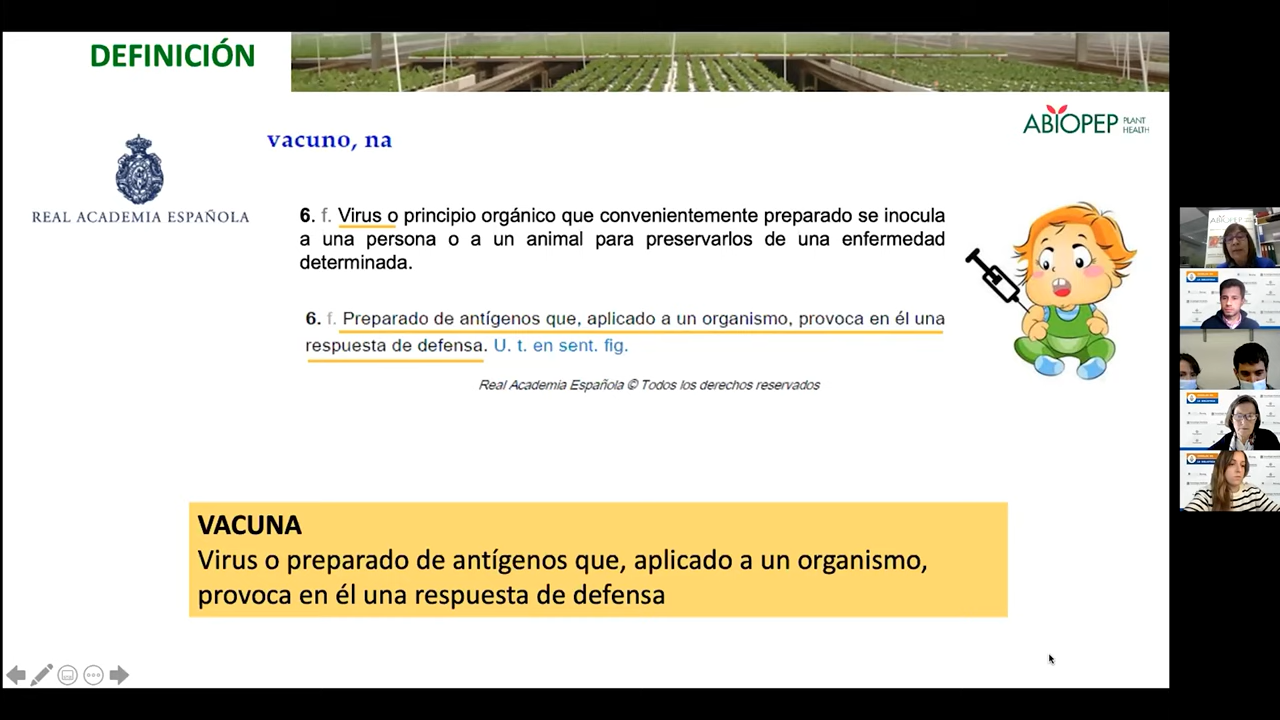 DEFINICIÓN
ABIOPEP PLANT HEALTH
vacuno, na
REAL ACADEMIA ESPAÑOLA
6. f. Virus o principio orgánico que convenientemente preparado se inocula
a una persona o a un animal para preservarlos de una enfermedad
determinada.
6. f. Preparado de antígenos que, aplicado a un organismo, provoca en él una
respuesta de defensa. U. t. en sent. fig.
Real Academia Española © Todos los derechos reservados
VACUNA
Virus o preparado de antígenos que, aplicado a un organismo,
provoca en él una respuesta de defensa
ABIOPEP